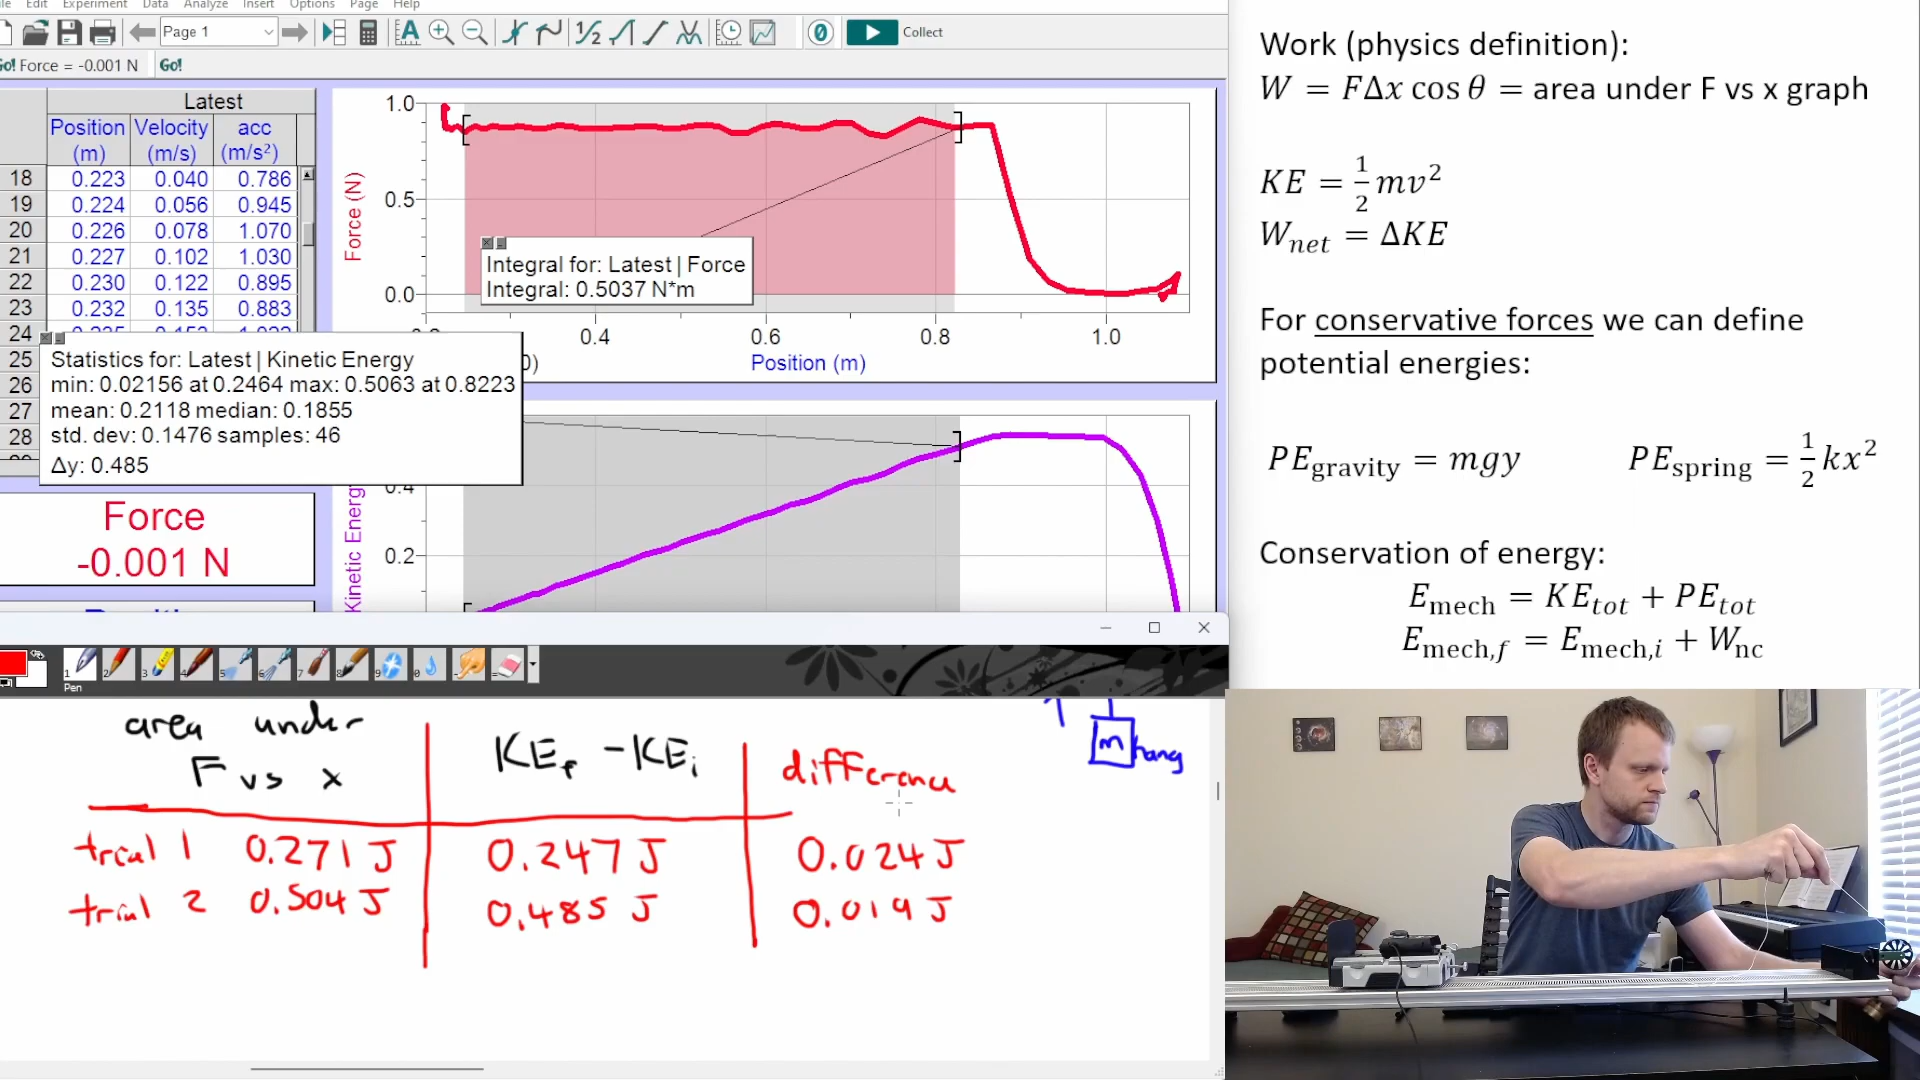 File Edit Experiment Data Analyze Insert Options Page Help
Page 1
Collect
Go! Force = -0.001 N Go!
Latest
Position Velocity acc
(m) (m/s) (m/s²)
18 0.223 0.040 0.786
19 0.224 0.056 0.945
20 0.226 0.078 1.070
21 0.227 0.102 1.030
22 0.230 0.122 0.895
23 0.232 0.135 0.883
24
25
26
27
28
Statistics for: Latest | Kinetic Energy
min: 0.02156 at 0.2464 max: 0.5063 at 0.8223
mean: 0.2118 median: 0.1855
std. dev: 0.1476 samples: 46
Δy: 0.485
Force
-0.001 N
Force (N)
1.0
0.5
0.0
Integral for: Latest | Force
Integral: 0.5037 N*m
0.4 0.6 0.8 1.0
Position (m)
Kinetic Energy
0.4
0.2
Pen
area under
F vs x
KE_f - KE_i
difference
trial 1 0.271 J 0.247 J 0.024 J
trial 2 0.504 J 0.485 J 0.019 J
m hang
Work (physics definition):
W = FΔx cos θ = area under F vs x graph
KE = 1/2 mv²
W_net = ΔKE
For conservative forces we can define
potential energies:
PE_gravity = mgy PE_spring = 1/2 kx²
Conservation of energy:
E_mech = KE_tot + PE_tot
E_mech,f = E_mech,i + W_nc